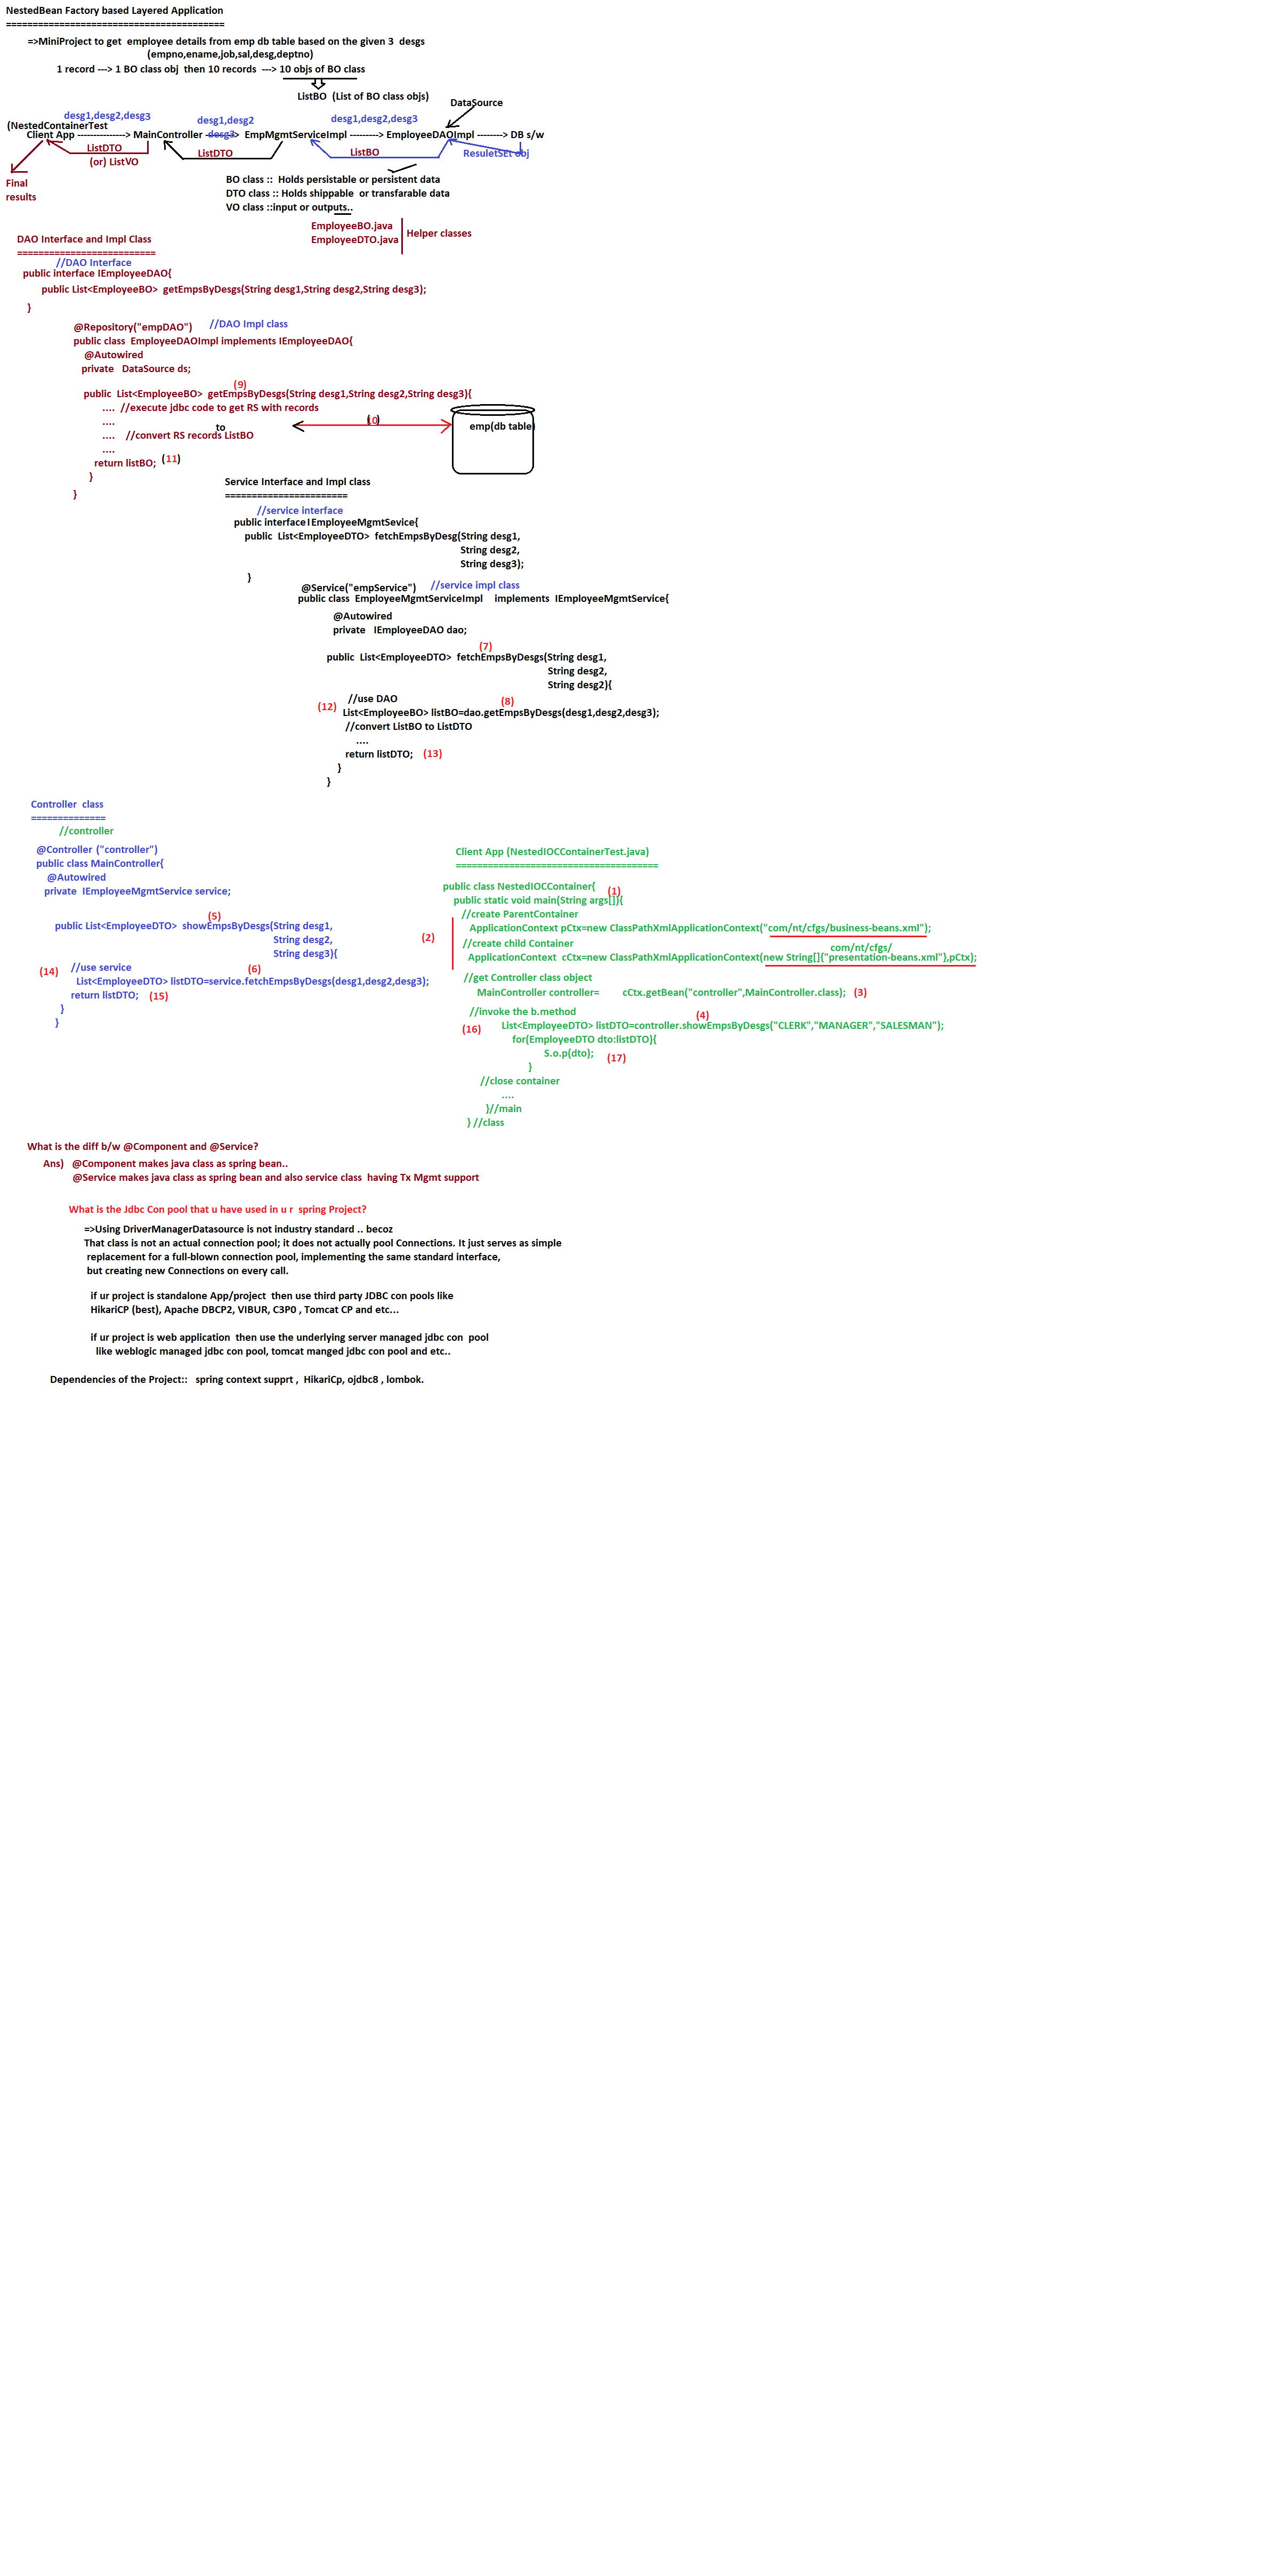 NestedBean Factory based Layered Application
=========================================
=>MiniProject to get  employee details from emp db table based on the given 3  desgs
(empno,ename,job,sal,desg,deptno)
1 record ---> 1 BO class obj  then 10 records  ---> 10 objs of BO class
ListBO  (List of BO class objs)
DataSource
desg1,desg2,desg3
desg1,desg2
desg3
desg1,desg2,desg3
(NestedContainerTest
Client App ---------------> MainController ------->  EmpMgmtServiceImpl ---------> EmployeeDAOImpl --------> DB s/w
ListDTO
(or) ListVO
ListDTO
ListBO
ResuletSEt obj
Final
results
BO class ::  Holds persistable or persistent data
DTO class :: Holds shippable  or transfarable data
VO class ::input or outputs..
EmployeeBO.java
EmployeeDTO.java
Helper classes
DAO Interface and Impl Class
==========================
//DAO Interface
public interface IEmployeeDAO{
public List<EmployeeBO>  getEmpsByDesgs(String desg1,String desg2,String desg3);
}
@Repository("empDAO")
//DAO Impl class
public class  EmployeeDAOImpl implements IEmployeeDAO{
@Autowired
private   DataSource ds;
(9)
public  List<EmployeeBO>  getEmpsByDesgs(String desg1,String desg2,String desg3){
....  //execute jdbc code to get RS with records
....
to
....    //convert RS records ListBO
....
return listBO;
(11)
}
}
(0)
emp(db table)
Service Interface and Impl class
=======================
//service interface
public interface IEmployeeMgmtSevice{
public  List<EmployeeDTO>  fetchEmpsByDesg(String desg1,
String desg2,
String desg3);
}
@Service("empService")
//service impl class
public class  EmployeeMgmtServiceImpl    implements  IEmployeeMgmtService{
@Autowired
private   IEmployeeDAO dao;
(7)
public  List<EmployeeDTO>  fetchEmpsByDesgs(String desg1,
String desg2,
String desg2){
//use DAO
(8)
(12)
List<EmployeeBO> listBO=dao.getEmpsByDesgs(desg1,desg2,desg3);
//convert ListBO to ListDTO
....
return listDTO;
(13)
}
}
Controller  class
==============
//controller
@Controller ("controller")
public class MainController{
@Autowired
private  IEmployeeMgmtService service;
(5)
public List<EmployeeDTO>  showEmpsByDesgs(String desg1,
String desg2,
String desg3){
(14)
//use service
(6)
List<EmployeeDTO> listDTO=service.fetchEmpsByDesgs(desg1,desg2,desg3);
return listDTO;
(15)
}
}
Client App (NestedIOCContainerTest.java)
======================================
public class NestedIOCContainer{
(1)
public static void main(String args[]){
//create ParentContainer
(2)
ApplicationContext pCtx=new ClassPathXmlApplicationContext("com/nt/cfgs/business-beans.xml");
//create child Container
com/nt/cfgs/
ApplicationContext  cCtx=new ClassPathXmlApplicationContext(new String[]{"presentation-beans.xml"},pCtx);
//get Controller class object
MainController controller=        cCtx.getBean("controller",MainController.class);
(3)
//invoke the b.method
(4)
(16)
List<EmployeeDTO> listDTO=controller.showEmpsByDesgs("CLERK","MANAGER","SALESMAN");
for(EmployeeDTO dto:listDTO){
S.o.p(dto);
(17)
}
//close container
....
}//main
} //class
What is the diff b/w @Component and @Service?
Ans)   @Component makes java class as spring bean..
@Service makes java class as spring bean and also service class  having Tx Mgmt support
What is the Jdbc Con pool that u have used in u r  spring Project?
=>Using DriverManagerDatasource is not industry standard .. becoz
That class is not an actual connection pool; it does not actually pool Connections. It just serves as simple
replacement for a full-blown connection pool, implementing the same standard interface,
but creating new Connections on every call.
if ur project is standalone App/project  then use third party JDBC con pools like
HikariCP (best), Apache DBCP2, VIBUR, C3P0 , Tomcat CP and etc...
if ur project is web application  then use the underlying server managed jdbc con  pool
like weblogic managed jdbc con pool, tomcat manged jdbc con pool and etc..
Dependencies of the Project::   spring context supprt ,  HikariCp, ojdbc8 , lombok.